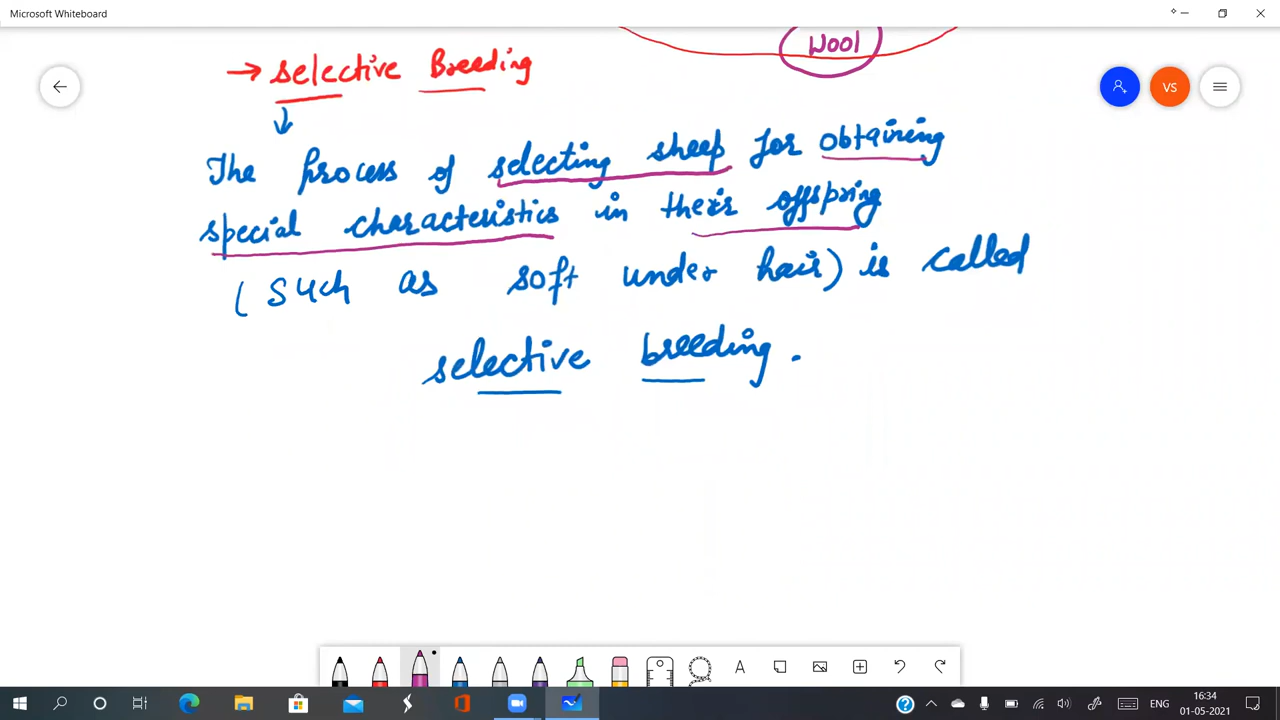 Microsoft Whiteboard
Wool
→ selective Breeding
VS
↓
The process of selecting sheep for obtaining
special characteristics in their offspring
(such as soft under hair) is called
selective breeding.
A
ENG
16:34
01-05-2021